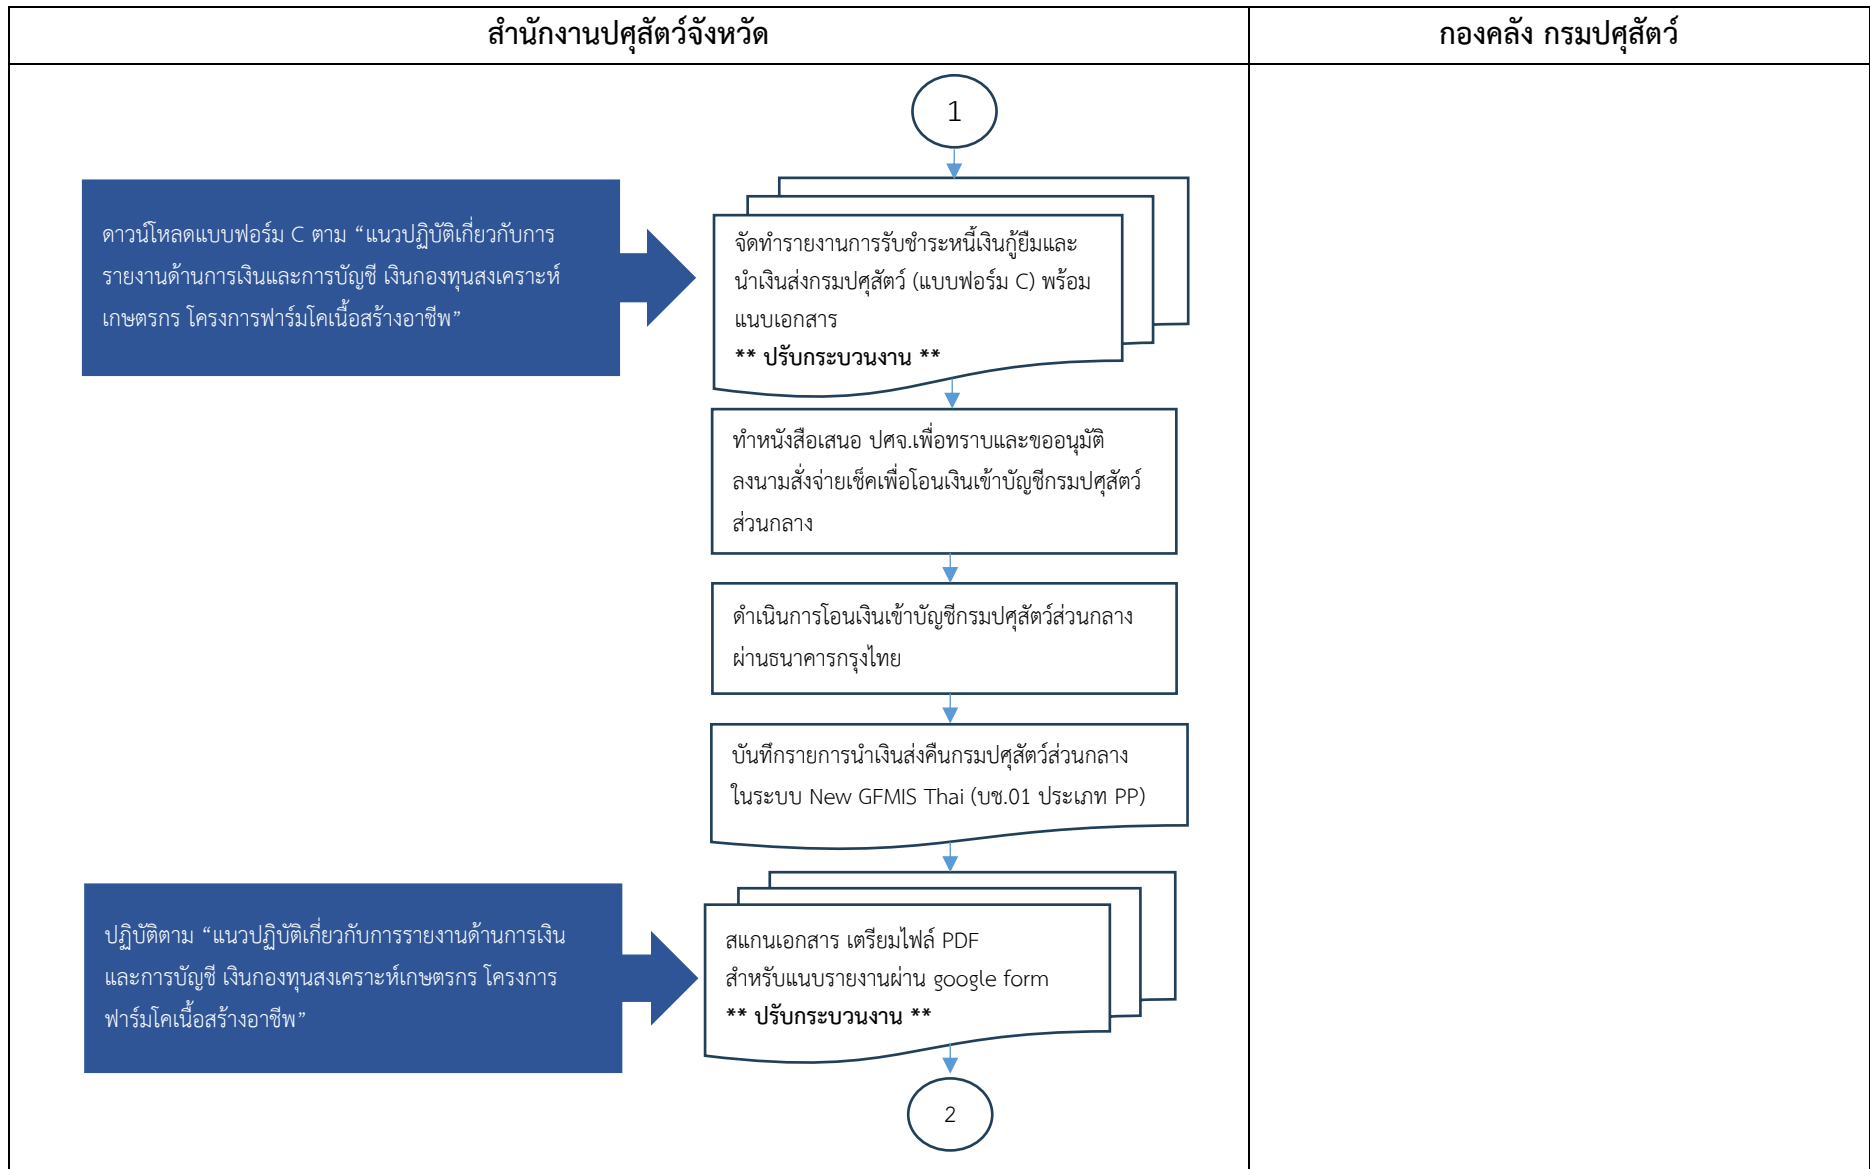 สำนักงานปศุสัตว์จังหวัด
กองคลัง กรมปศุสัตว์
1
ดาวน์โหลดแบบฟอร์ม C ตาม “แนวปฏิบัติเกี่ยวกับการ
รายงานด้านการเงินและการบัญชี เงินกองทุนสงเคราะห์
เกษตรกร โครงการฟาร์มโคเนื้อสร้างอาชีพ”
จัดทำรายงานการรับชำระหนี้เงินกู้ยืมและ
นำเงินส่งกรมปศุสัตว์ (แบบฟอร์ม C) พร้อม
แนบเอกสาร
** ปรับกระบวนงาน **
ทำหนังสือเสนอ ปศจ.เพื่อทราบและขออนุมัติ
ลงนามสั่งจ่ายเช็คเพื่อโอนเงินเข้าบัญชีกรมปศุสัตว์
ส่วนกลาง
ดำเนินการโอนเงินเข้าบัญชีกรมปศุสัตว์ส่วนกลาง
ผ่านธนาคารกรุงไทย
บันทึกรายการนำเงินส่งคืนกรมปศุสัตว์ส่วนกลาง
ในระบบ New GFMIS Thai (บช.01 ประเภท PP)
ปฏิบัติตาม “แนวปฏิบัติเกี่ยวกับการรายงานด้านการเงิน
และการบัญชี เงินกองทุนสงเคราะห์เกษตรกร โครงการ
ฟาร์มโคเนื้อสร้างอาชีพ”
สแกนเอกสาร เตรียมไฟล์ PDF
สำหรับแนบรายงานผ่าน google form
** ปรับกระบวนงาน **
2